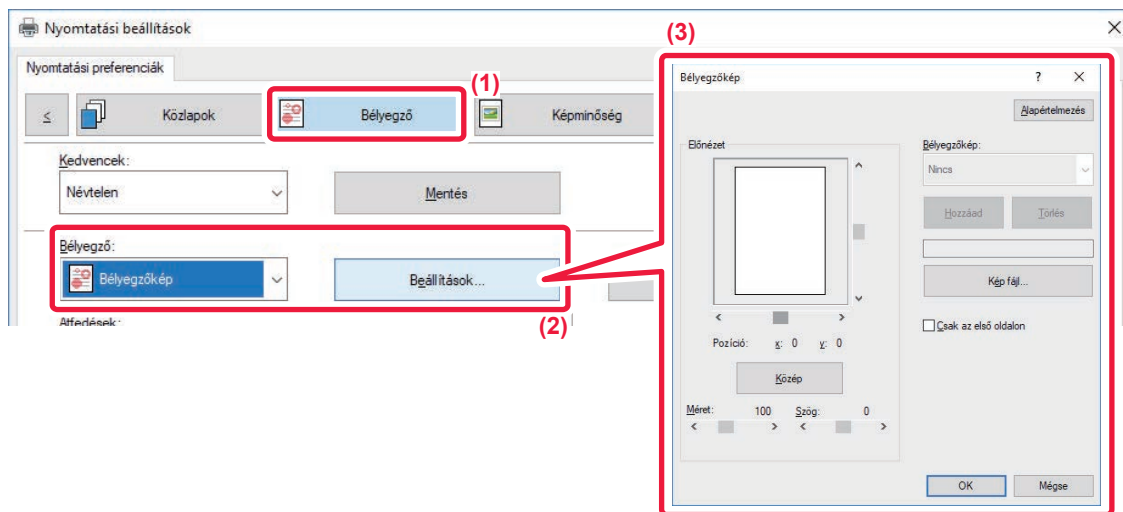 Nyomtatási beállítások
Nyomtatási preferenciák
(1)
≤
Közlapok
Bélyegző
Képminőség
Kedvencek:
Névtelen
Mentés
Bélyegző:
Bélyegzőkép
Beállítások...
(2)
Átfedések:
(3)
Bélyegzőkép
?
Alapértelmezés
Előnézet
Pozíció: x: 0 y: 0
Közép
Méret: 100 Szög: 0
Bélyegzőkép:
Nincs
Hozzáad
Törlés
Kép fájl...
Csak az első oldalon
OK
Mégse